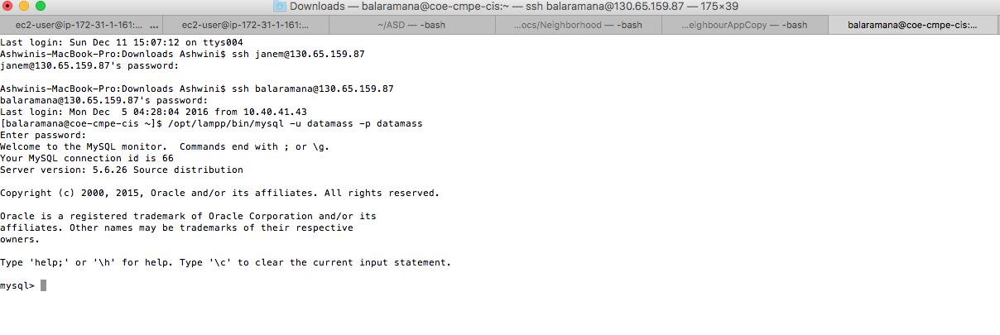 Downloads — balaramana@coe-cmpe-cis:~ — ssh balaramana@130.65.159.87 — 175×39
ec2-user@ip-172-31-1-161:... ...
ec2-user@ip-172-31-1-161:...
~/ASD — -bash
...ocs/Neighborhood — -bash
...eighbourAppCopy — -bash
balaramana@coe-cmpe-cis:...
Last login: Sun Dec 11 15:07:12 on ttys004
Ashwinis-MacBook-Pro:Downloads Ashwini$ ssh janem@130.65.159.87
janem@130.65.159.87's password:
Ashwinis-MacBook-Pro:Downloads Ashwini$ ssh balaramana@130.65.159.87
balaramana@130.65.159.87's password:
Last login: Mon Dec  5 04:28:04 2016 from 10.40.41.43
[balaramana@coe-cmpe-cis ~]$ /opt/lampp/bin/mysql -u datamass -p datamass
Enter password:
Welcome to the MySQL monitor.  Commands end with ; or \g.
Your MySQL connection id is 66
Server version: 5.6.26 Source distribution
Copyright (c) 2000, 2015, Oracle and/or its affiliates. All rights reserved.
Oracle is a registered trademark of Oracle Corporation and/or its
affiliates. Other names may be trademarks of their respective
owners.
Type 'help;' or '\h' for help. Type '\c' to clear the current input statement.
mysql>